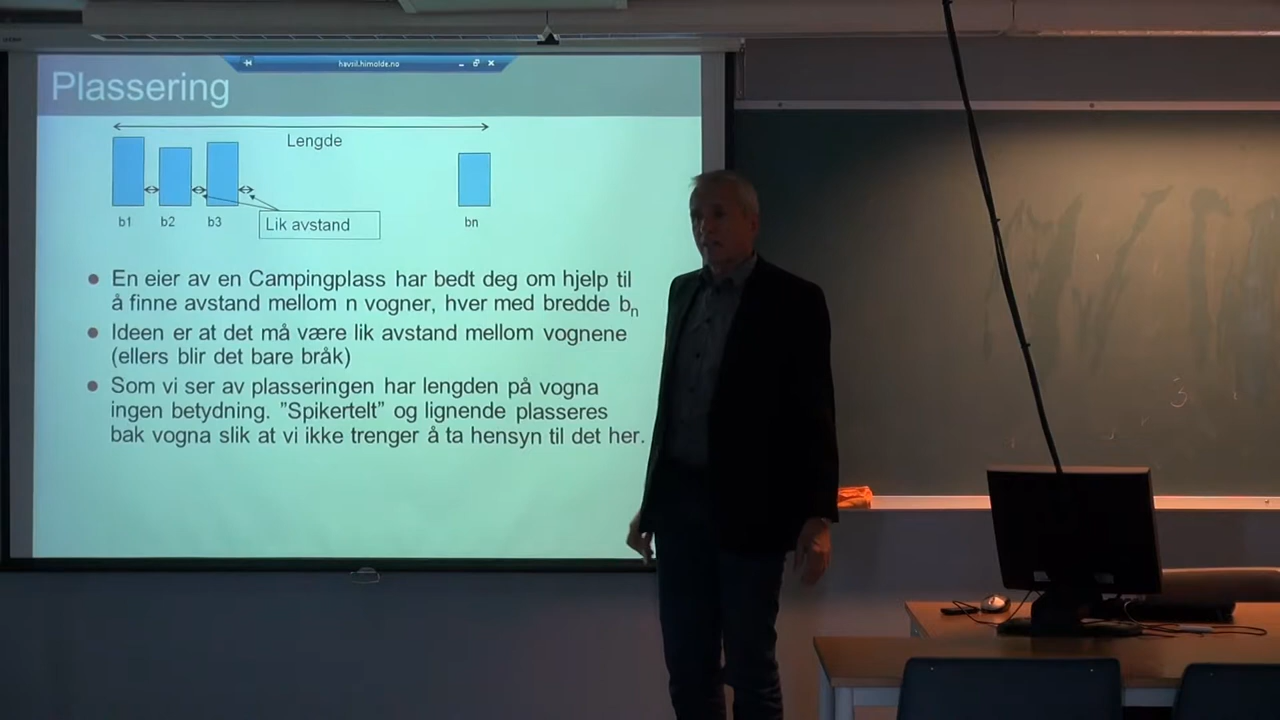 havsil.himolde.no
Plassering
Lengde
b1 b2 b3 bn
Lik avstand
● En eier av en Campingplass har bedt deg om hjelp til
å finne avstand mellom n vogner, hver med bredde bn
● Ideen er at det må være lik avstand mellom vognene
(ellers blir det bare bråk)
● Som vi ser av plasseringen har lengden på vogna
ingen betydning. ”Spikertelt” og lignende plasseres
bak vogna slik at vi ikke trenger å ta hensyn til det her.
3